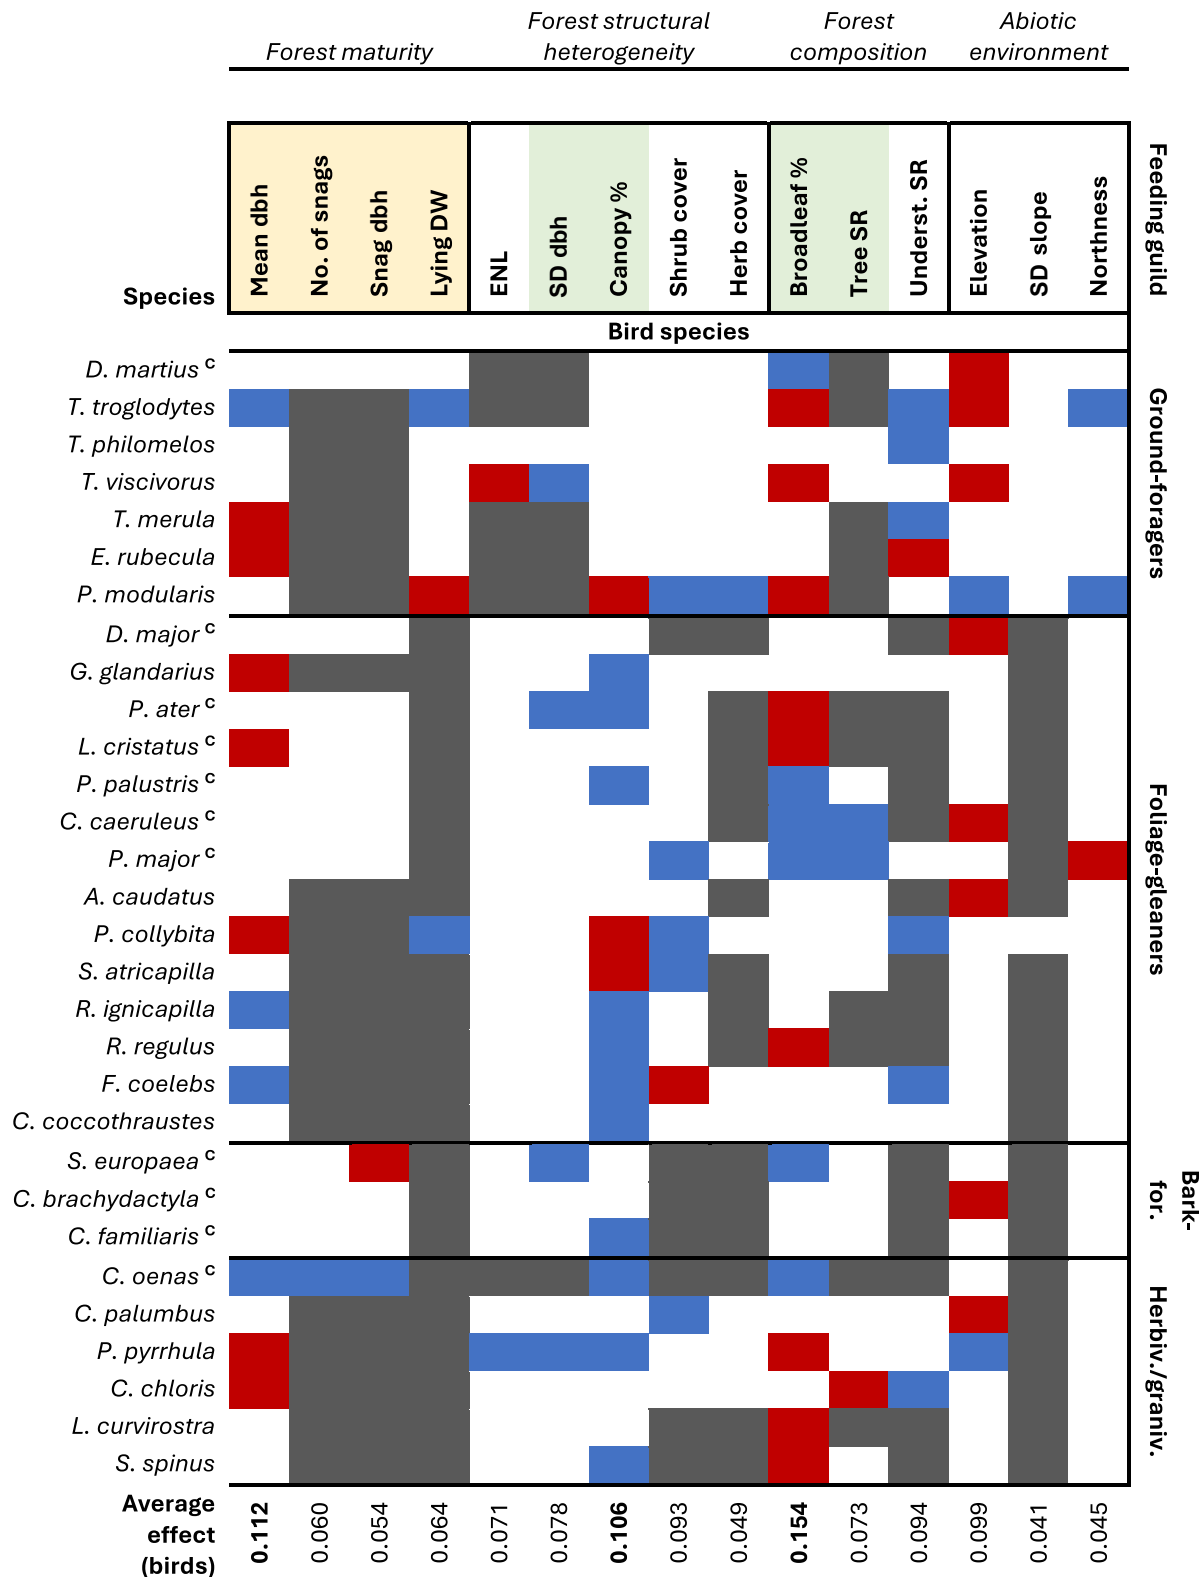 Forest structural
Forest
Abiotic
Forest maturity
heterogeneity
composition
environment
Species
Mean dbh
No. of snags
Snag dbh
Lying DW
ENL
SD dbh
Canopy %
Shrub cover
Herb cover
Broadleaf %
Tree SR
Underst. SR
Elevation
SD slope
Northness
Feeding guild
Bird species
D. martius C
T. troglodytes
T. philomelos
T. viscivorus
T. merula
E. rubecula
P. modularis
Ground-foragers
D. major C
G. glandarius
P. ater C
L. cristatus C
P. palustris C
C. caeruleus C
P. major C
A. caudatus
P. collybita
S. atricapilla
R. ignicapilla
R. regulus
F. coelebs
C. coccothraustes
Foliage-gleaners
S. europaea C
C. brachydactyla C
C. familiaris C
Bark-
for.
C. oenas C
C. palumbus
P. pyrrhula
C. chloris
L. curvirostra
S. spinus
Herbiv./graniv.
Average
effect
(birds)
0.112
0.060
0.054
0.064
0.071
0.078
0.106
0.093
0.049
0.154
0.073
0.094
0.099
0.041
0.045